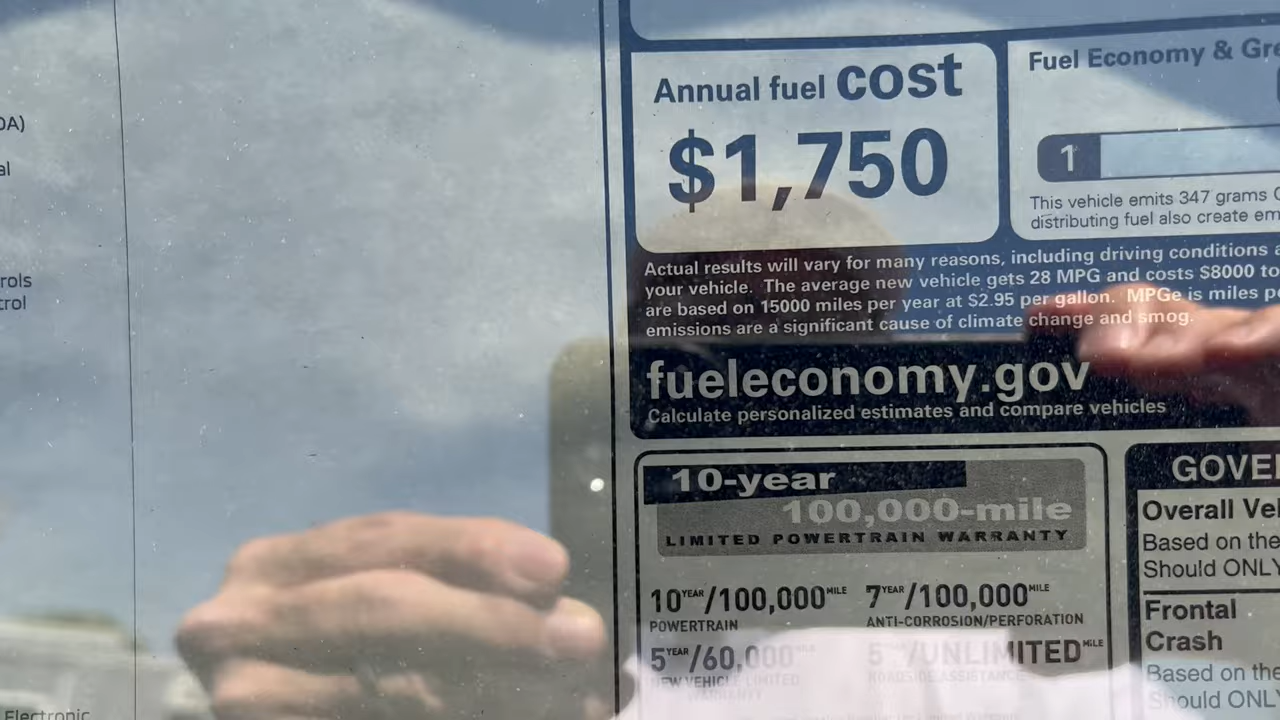 DA)
al
rols
trol
Electronic
Annual fuel cost
$1,750
Fuel Economy & Gre
1
This vehicle emits 347 grams C
distributing fuel also create em
Actual results will vary for many reasons, including driving conditions a
your vehicle. The average new vehicle gets 28 MPG and costs $8000 to
are based on 15000 miles per year at $2.95 per gallon. MPGe is miles pe
emissions are a significant cause of climate change and smog.
fueleconomy.gov
Calculate personalized estimates and compare vehicles
10-year
100,000-mile
LIMITED POWERTRAIN WARRANTY
10YEAR/100,000MILE
POWERTRAIN
7YEAR/100,000MILE
ANTI-CORROSION/PERFORATION
5YEAR/60,000MILE
NEW VEHICLE LIMITED
WARRANTY
5YEAR/UNLIMITEDMILE
ROADSIDE ASSISTANCE
GOVE
Overall Veh
Based on the
Should ONLY
Frontal
Crash
Based on the
Should ONL